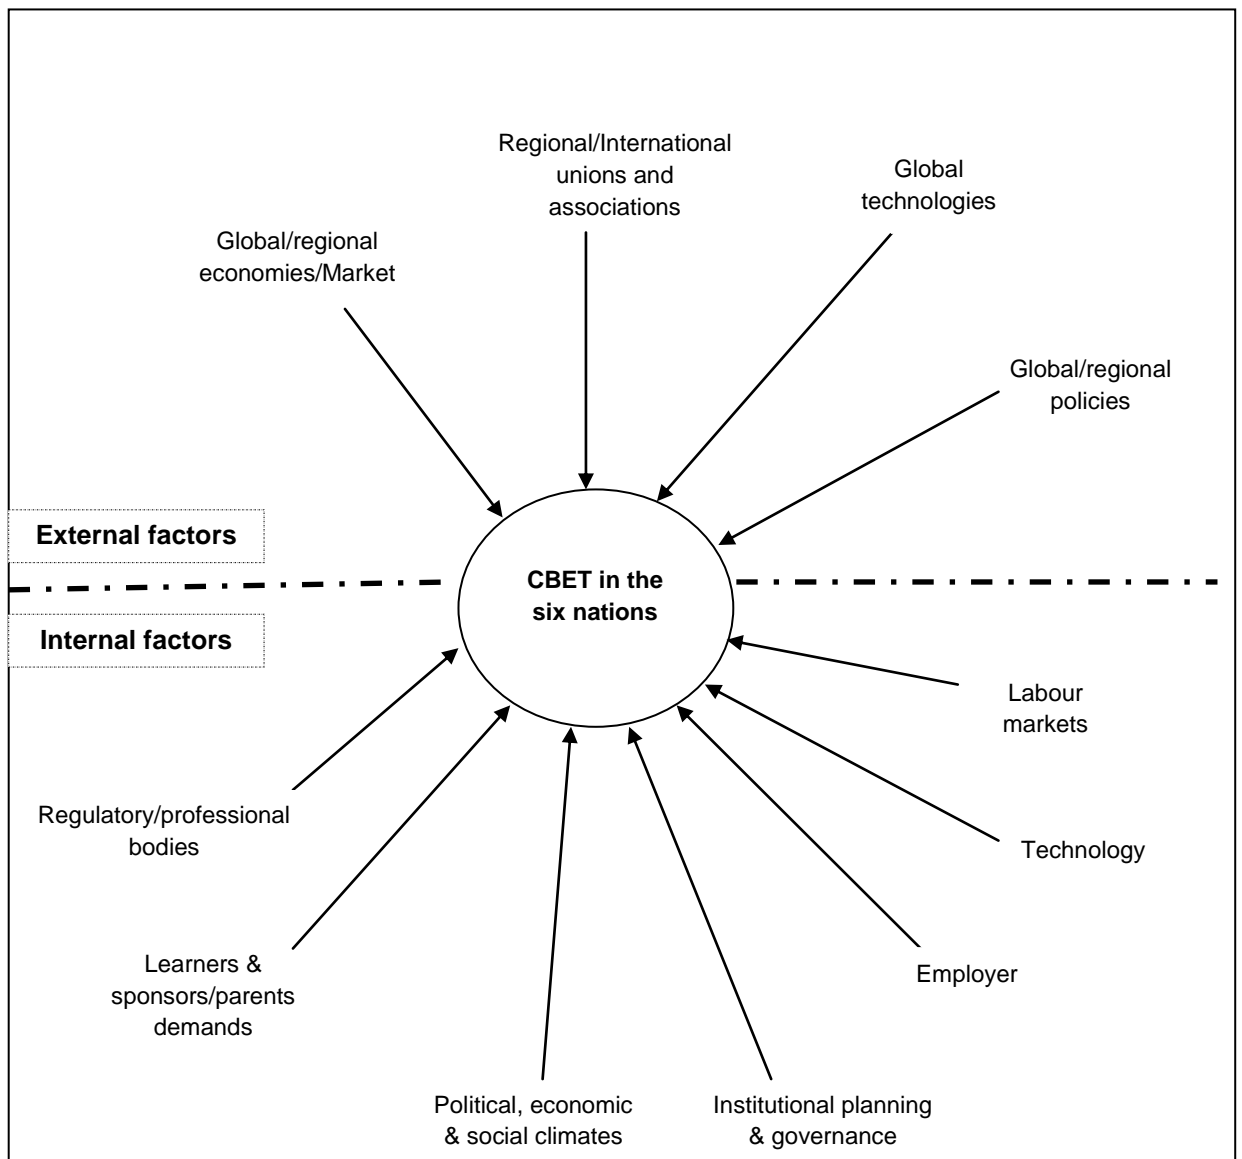 Regional/International
unions and
associations
Global
technologies
Global/regional
economies/Market
Global/regional
policies
External factors
CBET in the
six nations
Internal factors
Labour
markets
Regulatory/professional
bodies
Technology
Learners &
sponsors/parents
demands
Employer
Political, economic
& social climates
Institutional planning
& governance